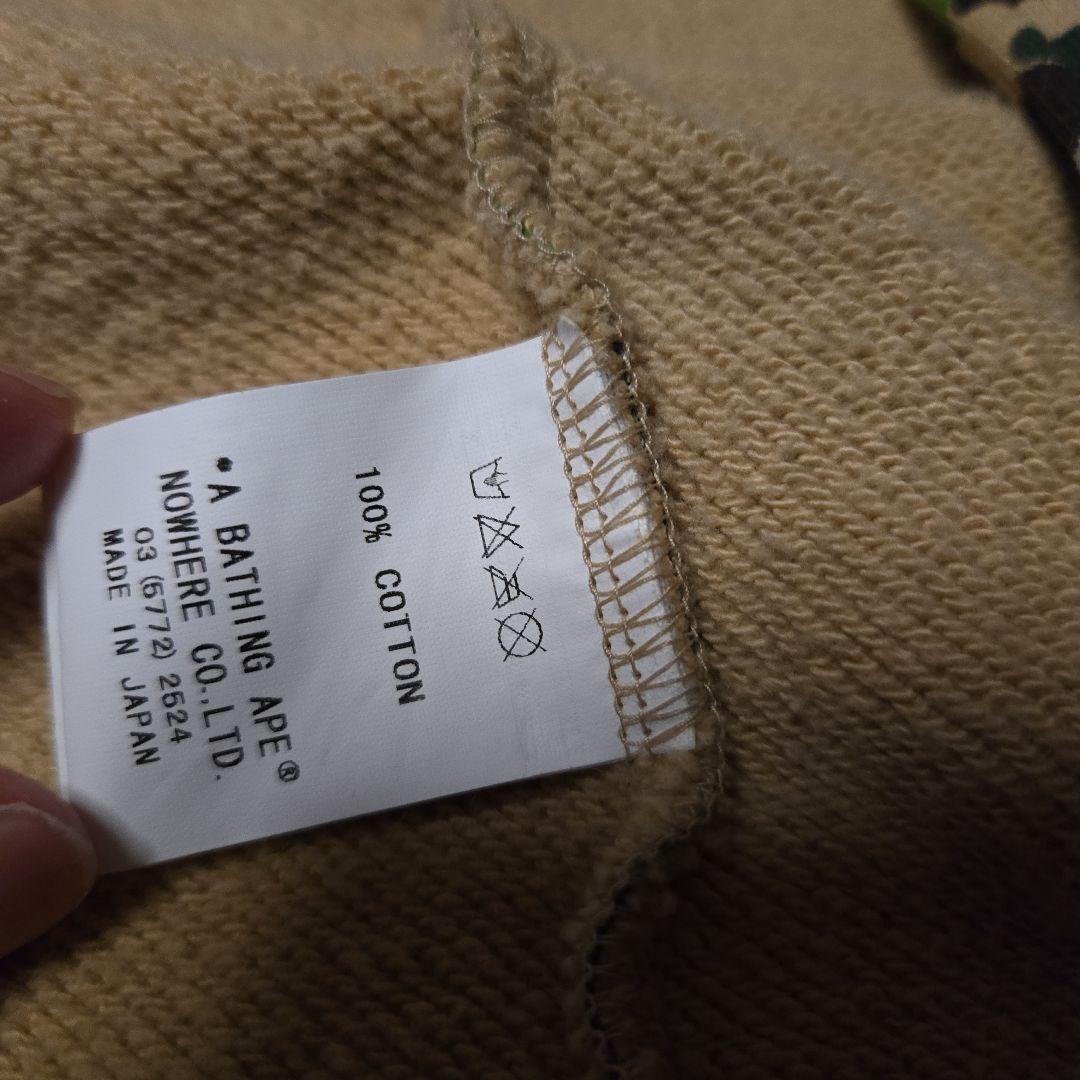 100% COTTON
• A BATHING APE®
NOWHERE CO.,LTD.
03 (5772) 2524
MADE IN JAPAN